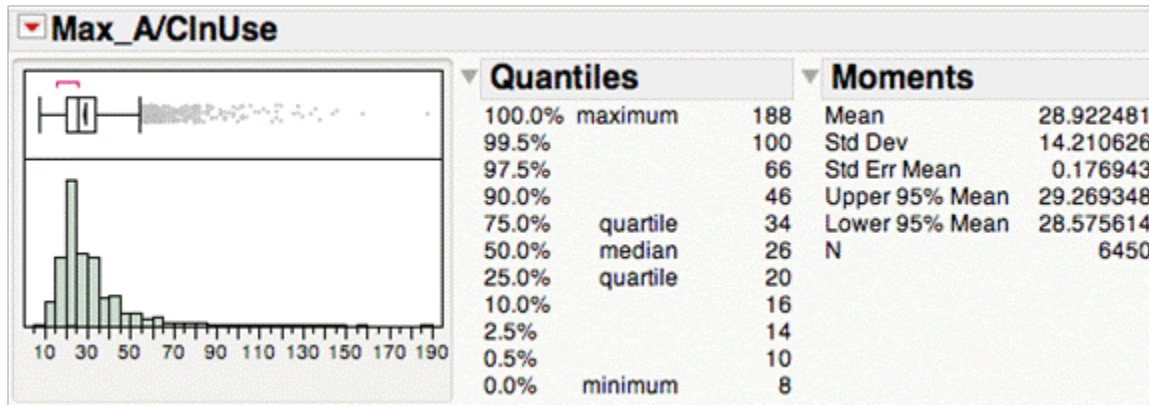 Max_A/ClnUse
10 30 50 70 90 110 130 150 170 190
Quantiles
100.0% maximum 188
99.5% 100
97.5% 66
90.0% 46
75.0% quartile 34
50.0% median 26
25.0% quartile 20
10.0% 16
2.5% 14
0.5% 10
0.0% minimum 8
Moments
Mean 28.922481
Std Dev 14.210626
Std Err Mean 0.176943
Upper 95% Mean 29.269348
Lower 95% Mean 28.575614
N 6450